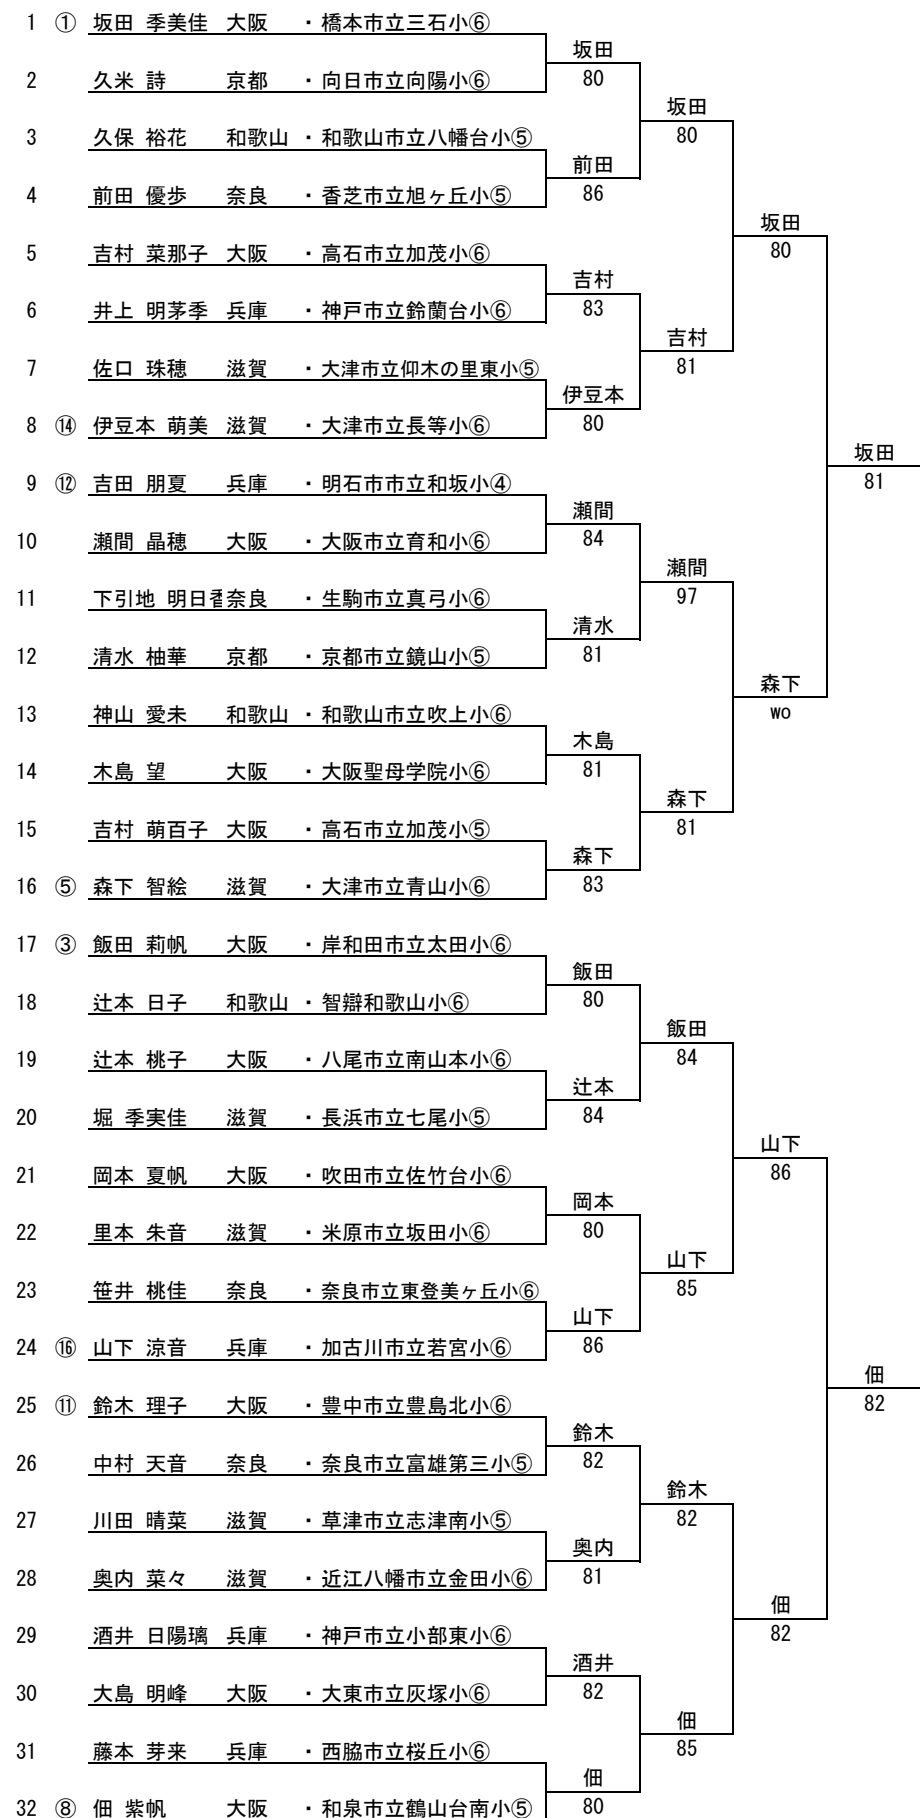 1 ① 坂田 季美佳 大阪 ・ 橋本市立三石小⑥
坂田
2 久米 詩 京都 ・ 向日市立向陽小⑥
80
坂田
3 久保 裕花 和歌山 ・ 和歌山市立八幡台小⑤
80
前田
4 前田 優歩 奈良 ・ 香芝市立旭ヶ丘小⑤
86
坂田
5 吉村 菜那子 大阪 ・ 高石市立加茂小⑥
80
吉村
6 井上 明茅季 兵庫 ・ 神戸市立鈴蘭台小⑥
83
吉村
7 佐口 珠穂 滋賀 ・ 大津市立仰木の里東小⑤
81
伊豆本
8 ⑭ 伊豆本 萌美 滋賀 ・ 大津市立長等小⑥
80
坂田
9 ⑫ 吉田 朋夏 兵庫 ・ 明石市市立和坂小④
81
瀬間
10 瀬間 晶穂 大阪 ・ 大阪市立育和小⑥
84
瀬間
11 下引地 明日香 奈良 ・ 生駒市立真弓小⑥
97
清水
12 清水 柚華 京都 ・ 京都市立鏡山小⑤
81
森下
13 神山 愛未 和歌山 ・ 和歌山市立吹上小⑥
wo
木島
14 木島 望 大阪 ・ 大阪聖母学院小⑥
81
森下
15 吉村 萌百子 大阪 ・ 高石市立加茂小⑤
81
森下
16 ⑤ 森下 智絵 滋賀 ・ 大津市立青山小⑥
83
17 ③ 飯田 莉帆 大阪 ・ 岸和田市立太田小⑥
飯田
18 辻本 日子 和歌山 ・ 智辯和歌山小⑥
80
飯田
19 辻本 桃子 大阪 ・ 八尾市立南山本小⑥
84
辻本
20 堀 季実佳 滋賀 ・ 長浜市立七尾小⑤
84
山下
21 岡本 夏帆 大阪 ・ 吹田市立佐竹台小⑥
86
岡本
22 里本 朱音 滋賀 ・ 米原市立坂田小⑥
80
山下
23 笹井 桃佳 奈良 ・ 奈良市立東登美ヶ丘小⑥
85
山下
24 ⑯ 山下 涼音 兵庫 ・ 加古川市立若宮小⑥
86
佃
25 ⑪ 鈴木 理子 大阪 ・ 豊中市立豊島北小⑥
82
鈴木
26 中村 天音 奈良 ・ 奈良市立富雄第三小⑤
82
鈴木
27 川田 晴菜 滋賀 ・ 草津市立志津南小⑤
82
奥内
28 奥内 菜々 滋賀 ・ 近江八幡市立金田小⑥
81
佃
29 酒井 日陽璃 兵庫 ・ 神戸市立小部東小⑥
82
酒井
30 大島 明峰 大阪 ・ 大東市立灰塚小⑥
82
佃
31 藤本 芽来 兵庫 ・ 西脇市立桜丘小⑥
85
佃
32 ⑧ 佃 紫帆 大阪 ・ 和泉市立鶴山台南小⑤
80